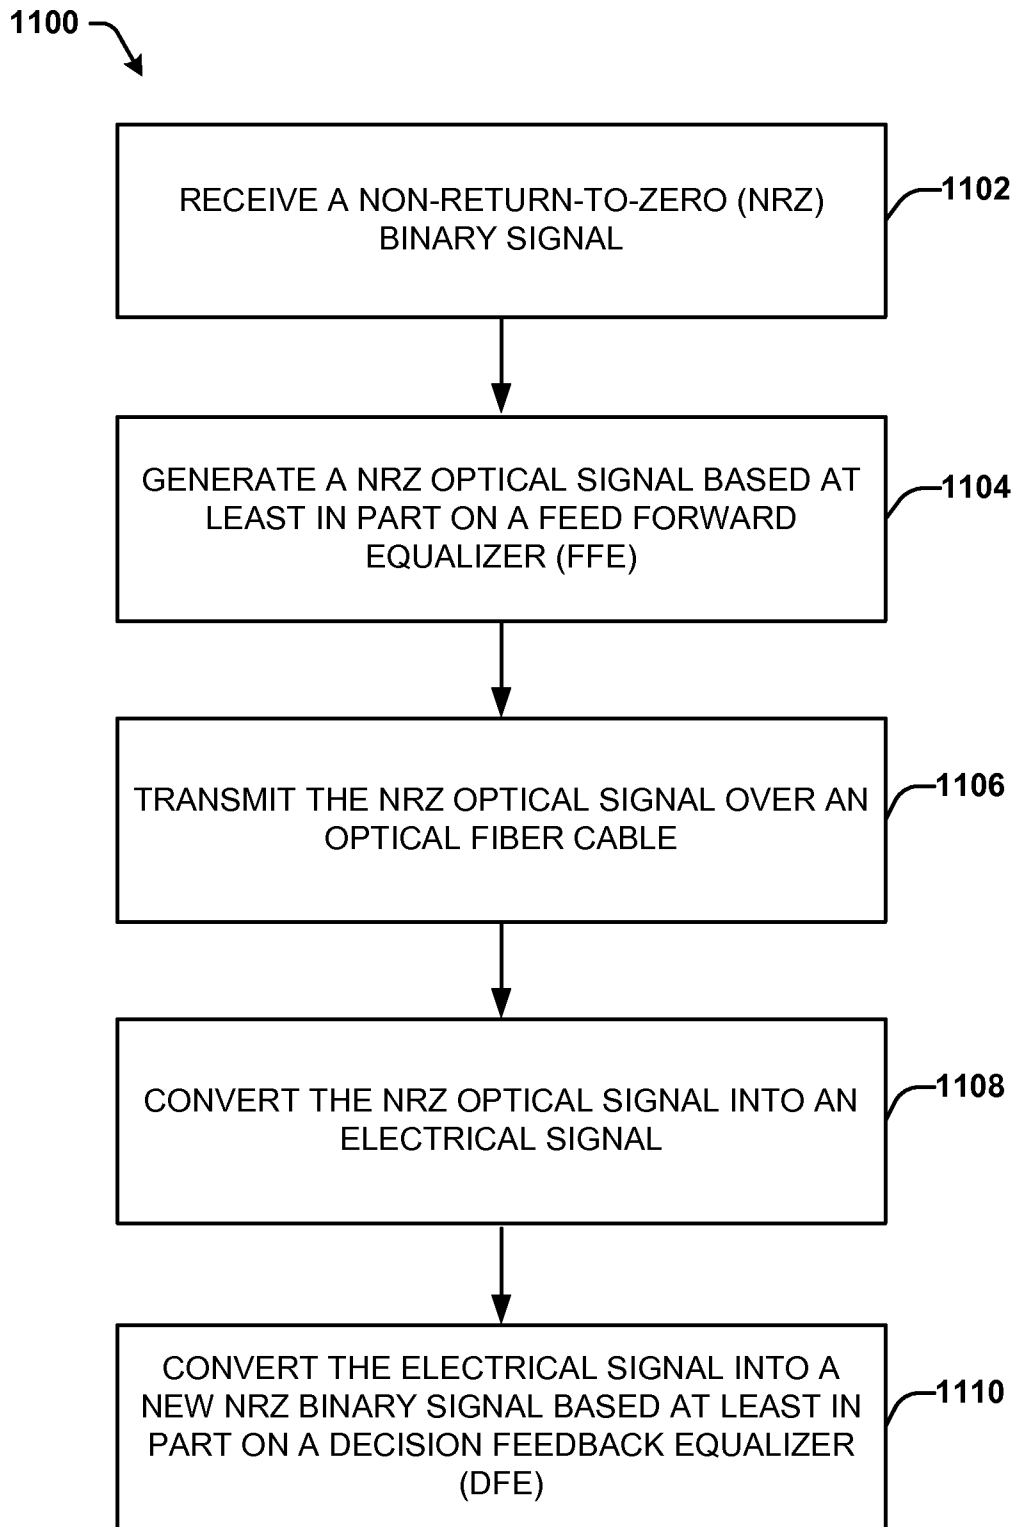 1100
RECEIVE A NON-RETURN-TO-ZERO (NRZ)
BINARY SIGNAL
1102
GENERATE A NRZ OPTICAL SIGNAL BASED AT
LEAST IN PART ON A FEED FORWARD
EQUALIZER (FFE)
1104
TRANSMIT THE NRZ OPTICAL SIGNAL OVER AN
OPTICAL FIBER CABLE
1106
CONVERT THE NRZ OPTICAL SIGNAL INTO AN
ELECTRICAL SIGNAL
1108
CONVERT THE ELECTRICAL SIGNAL INTO A
NEW NRZ BINARY SIGNAL BASED AT LEAST IN
PART ON A DECISION FEEDBACK EQUALIZER
(DFE)
1110